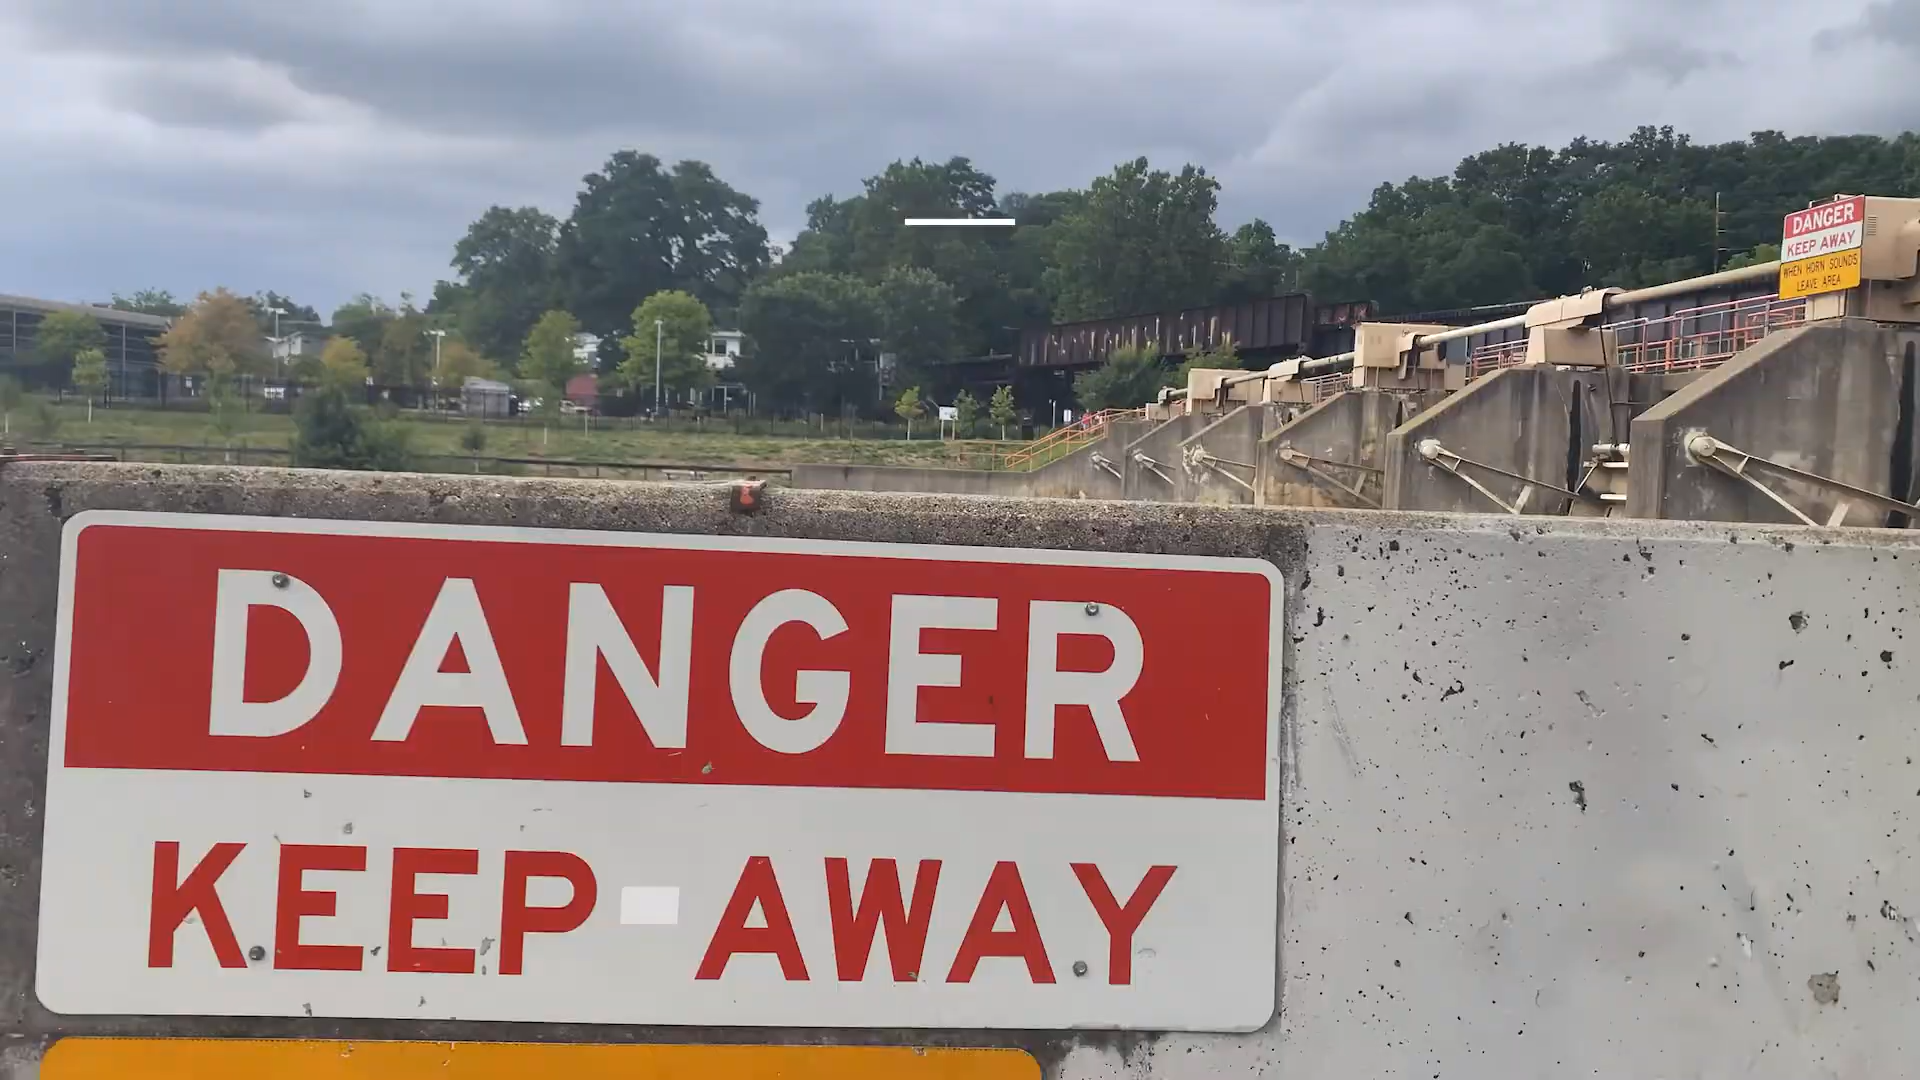 DANGER
KEEP AWAY
WHEN HORN SOUNDS
LEAVE AREA
DANGER
KEEP AWAY